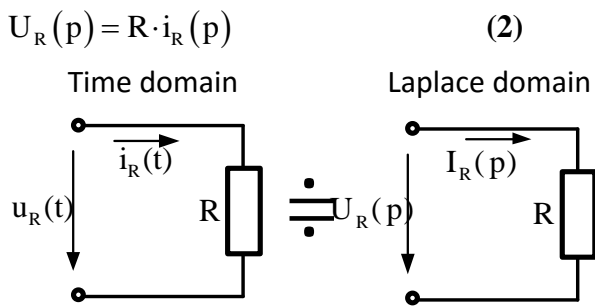 U_R(p) = R·i_R(p) (2)
Time domain Laplace domain
i_R(t) I_R(p)
u_R(t) R U_R(p) R